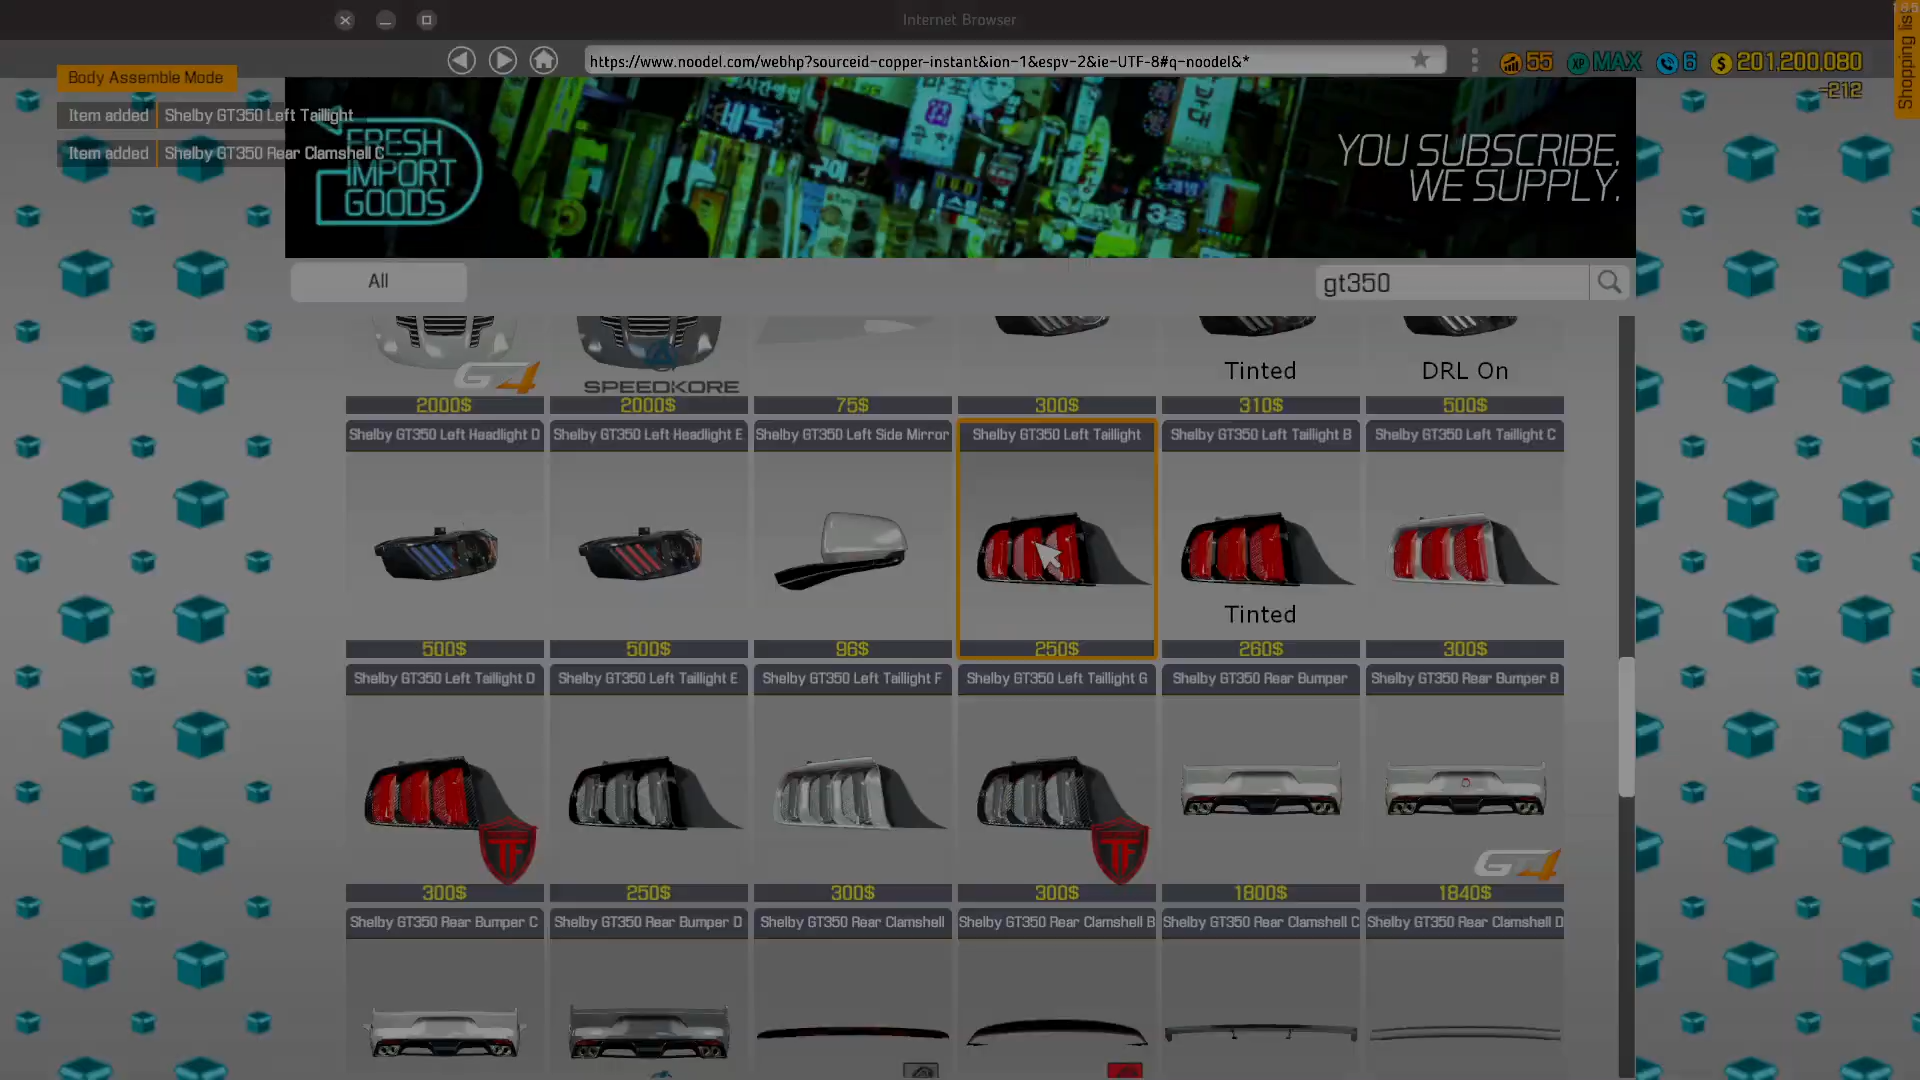 Internet Browser
185
https://www.noodel.com/webhp?sourceid-copper-instant&ion-1&espv-2&ie-UTF-8#q-noodel&*
55
XP MAX
6
$ 201,200,080
-212
Shopping lis
Body Assemble Mode
Item added Shelby GT350 Left Taillight
Item added Shelby GT350 Rear Clamshell C
FRESH
IMPORT
GOODS
YOU SUBSCRIBE.
WE SUPPLY.
All
gt350
GT4
SPEEDKORE
Tinted
DRL On
2000$ 2000$ 75$ 300$ 310$ 500$
Shelby GT350 Left Headlight D
Shelby GT350 Left Headlight E
Shelby GT350 Left Side Mirror
Shelby GT350 Left Taillight
Shelby GT350 Left Taillight B
Shelby GT350 Left Taillight C
Tinted
500$ 500$ 96$ 250$ 260$ 300$
Shelby GT350 Left Taillight D
Shelby GT350 Left Taillight E
Shelby GT350 Left Taillight F
Shelby GT350 Left Taillight G
Shelby GT350 Rear Bumper
Shelby GT350 Rear Bumper B
TF
TF
GT4
300$ 250$ 300$ 300$ 1800$ 1840$
Shelby GT350 Rear Bumper C
Shelby GT350 Rear Bumper D
Shelby GT350 Rear Clamshell
Shelby GT350 Rear Clamshell B
Shelby GT350 Rear Clamshell C
Shelby GT350 Rear Clamshell D